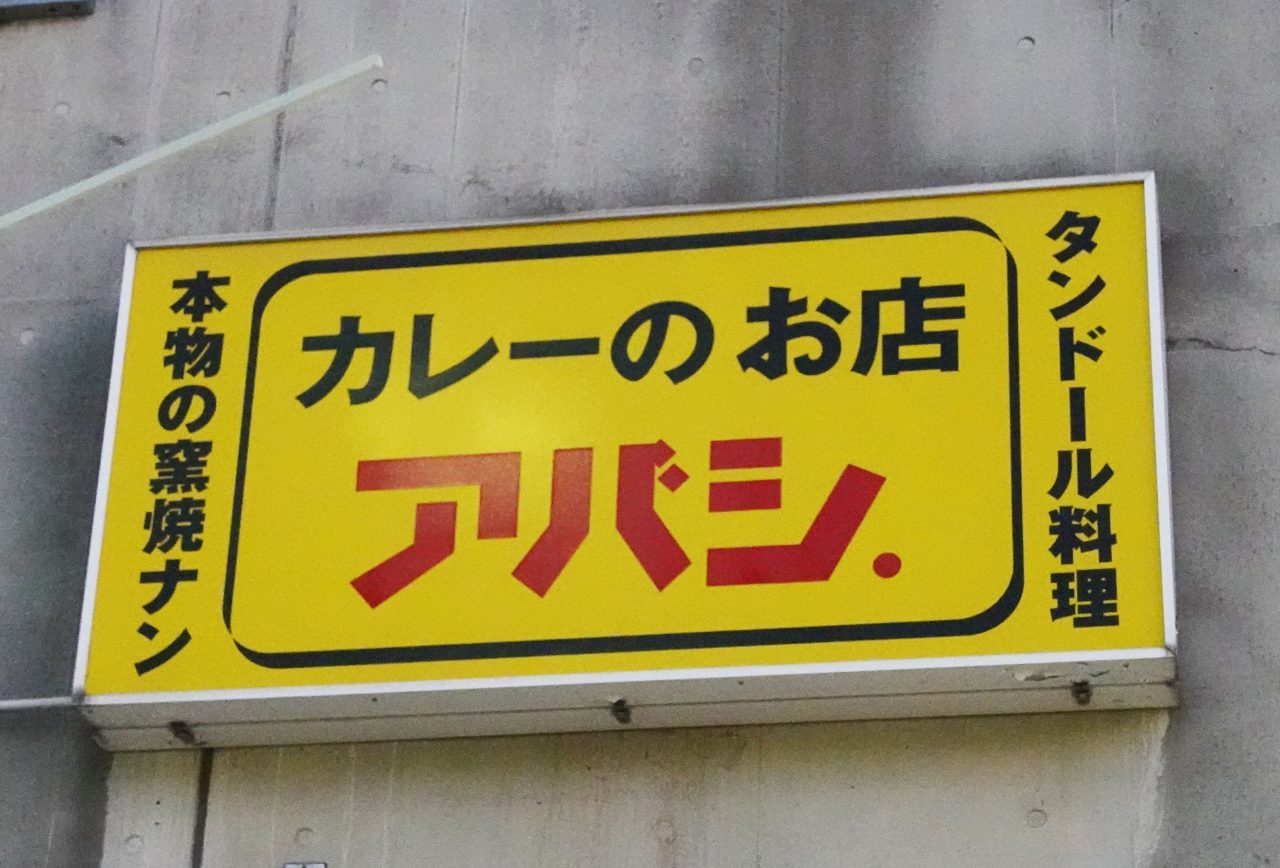 タンドール料理
カレーのお店
アバシ.
本物の窯焼ナン